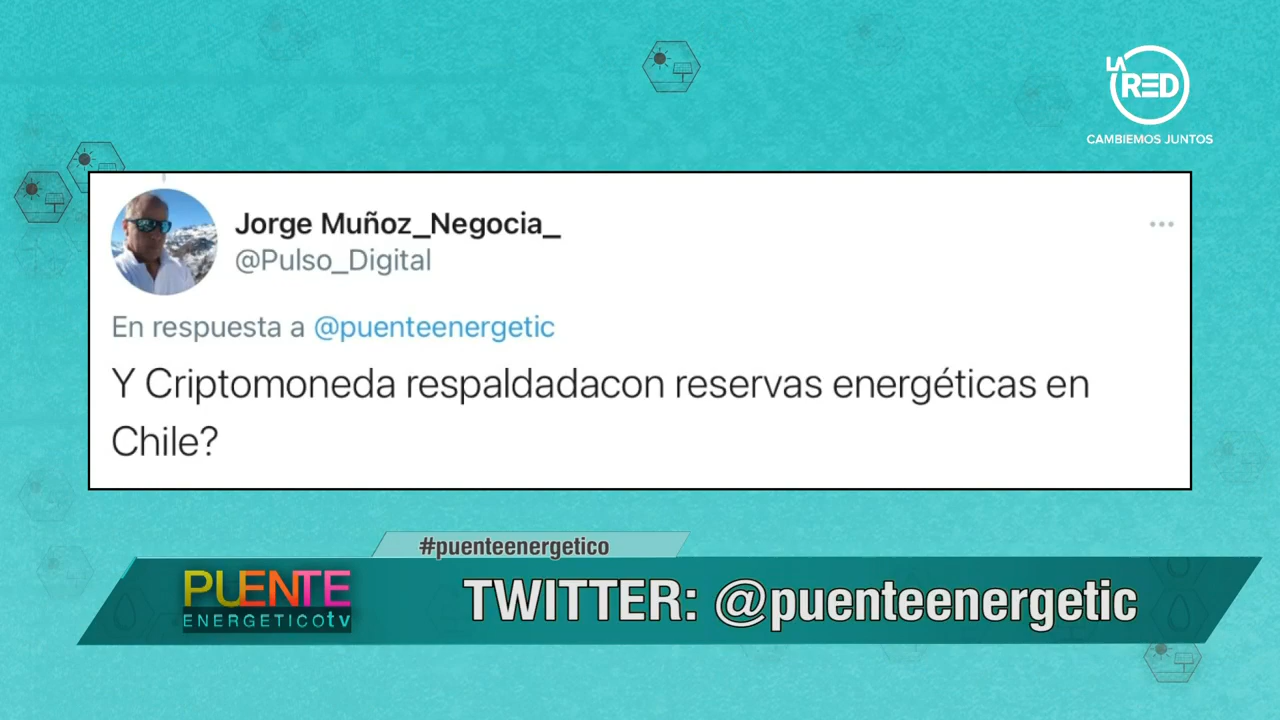 LA
RED
CAMBIEMOS JUNTOS
Jorge Muñoz_Negocia_
@Pulso_Digital
En respuesta a @puenteenergetic
Y Criptomoneda respaldadacon reservas energéticas en
Chile?
#puenteenergetico
PUENTE
ENERGETICOtv
TWITTER: @puenteenergetic